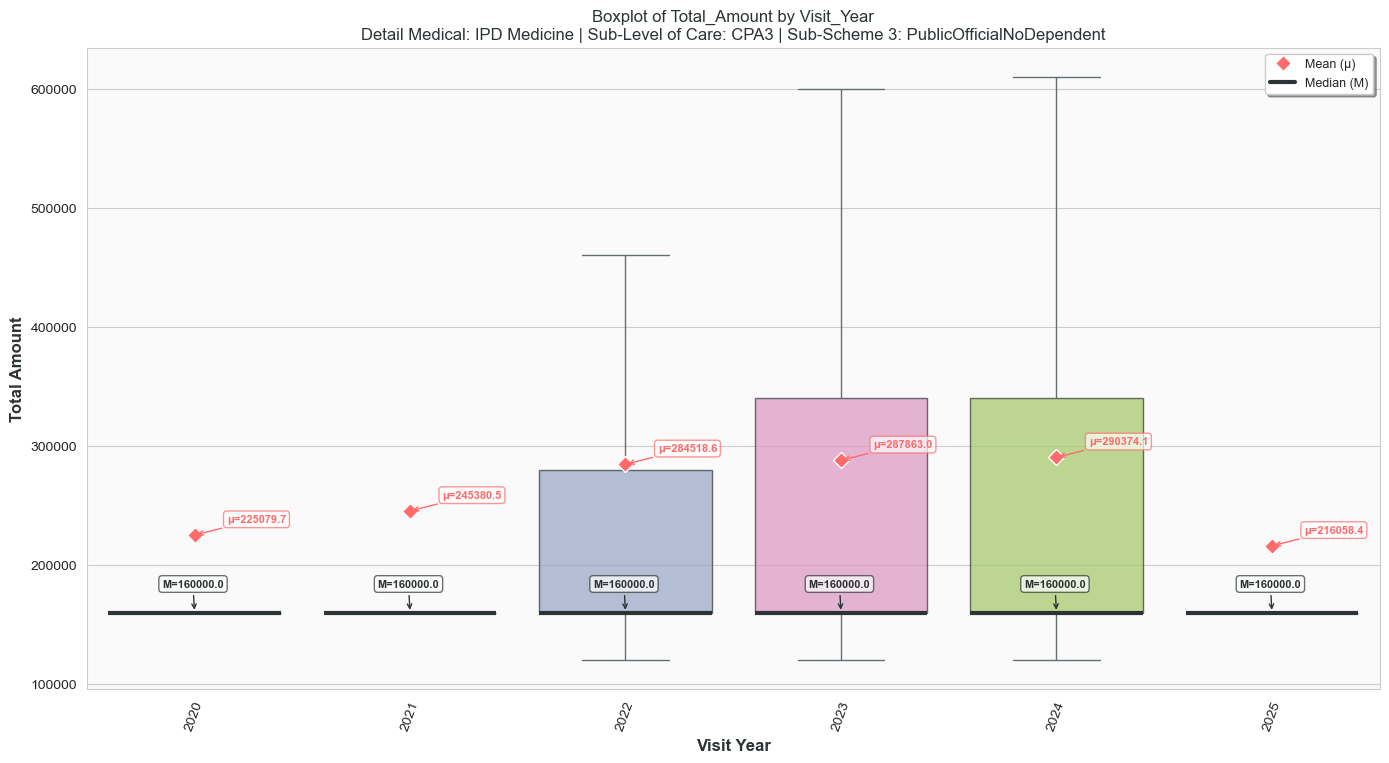 Boxplot of Total_Amount by Visit_Year
Detail Medical: IPD Medicine | Sub-Level of Care: CPA3 | Sub-Scheme 3: PublicOfficialNoDependent
Mean (μ)
Median (M)
Total Amount
600000
500000
400000
300000
200000
100000
μ=225079.7
μ=245380.5
μ=284518.6
μ=287863.0
μ=290374.1
μ=216058.4
M=160000.0
M=160000.0
M=160000.0
M=160000.0
M=160000.0
M=160000.0
2020
2021
2022
2023
2024
2025
Visit Year